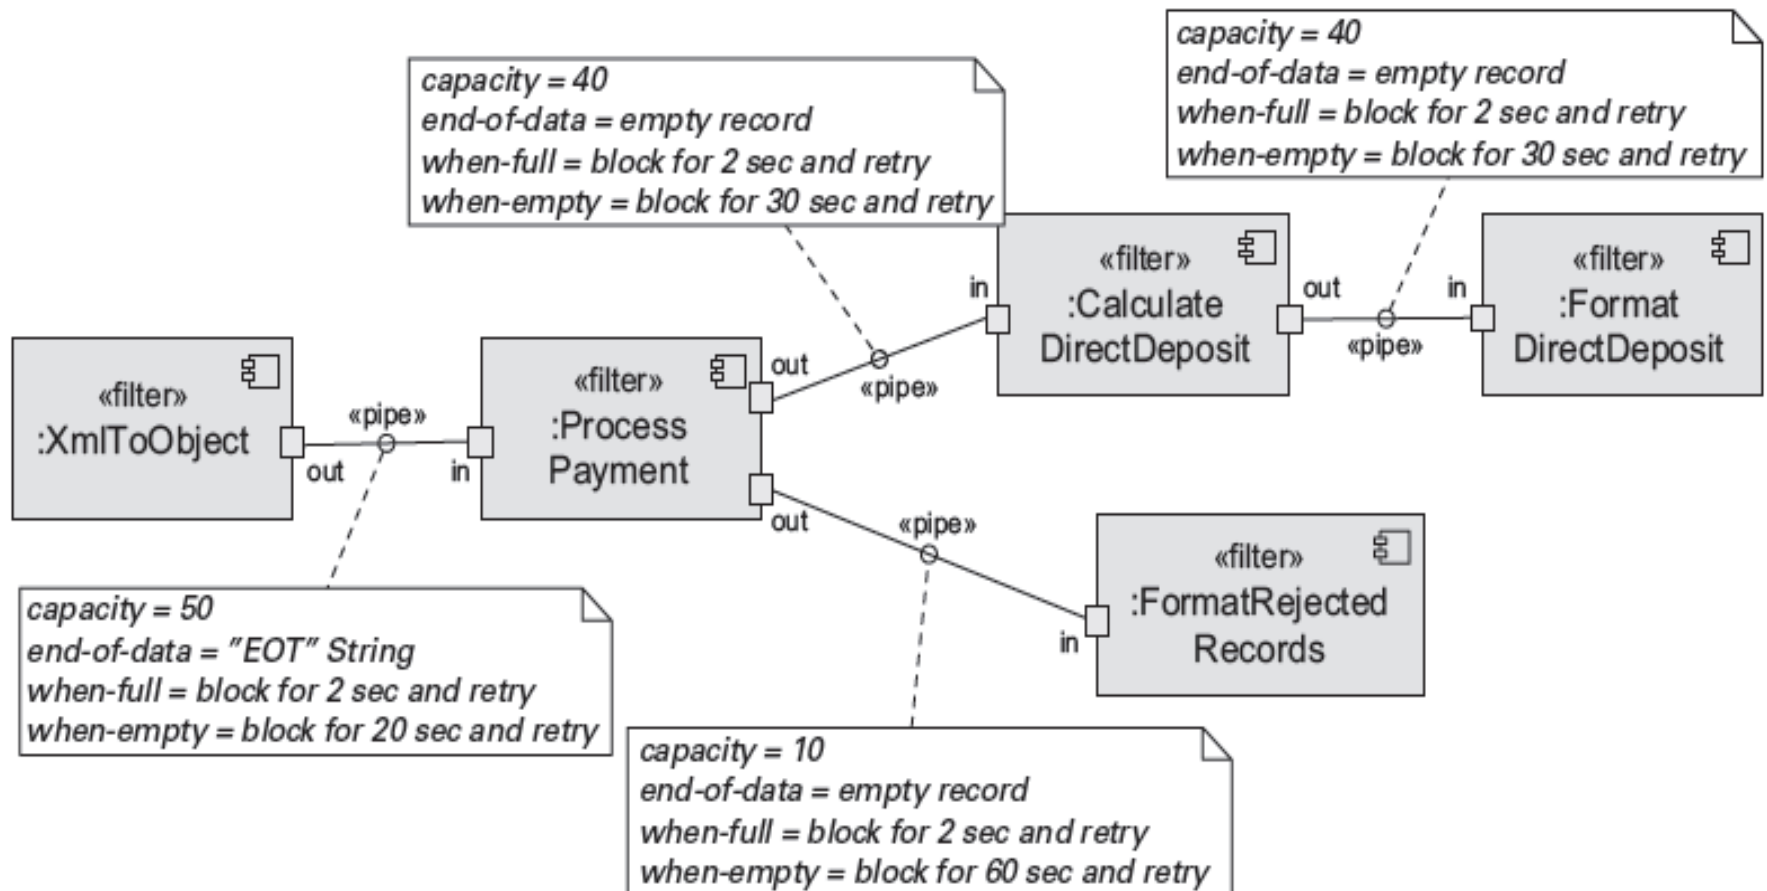 capacity = 40
end-of-data = empty record
when-full = block for 2 sec and retry
when-empty = block for 30 sec and retry
capacity = 40
end-of-data = empty record
when-full = block for 2 sec and retry
when-empty = block for 30 sec and retry
«filter»
:XmlToObject
out
«pipe»
in
«filter»
:Process
Payment
out
«pipe»
in
«filter»
:Calculate
DirectDeposit
out
«pipe»
in
«filter»
:Format
DirectDeposit
out
«pipe»
in
«filter»
:FormatRejected
Records
capacity = 50
end-of-data = "EOT" String
when-full = block for 2 sec and retry
when-empty = block for 20 sec and retry
capacity = 10
end-of-data = empty record
when-full = block for 2 sec and retry
when-empty = block for 60 sec and retry